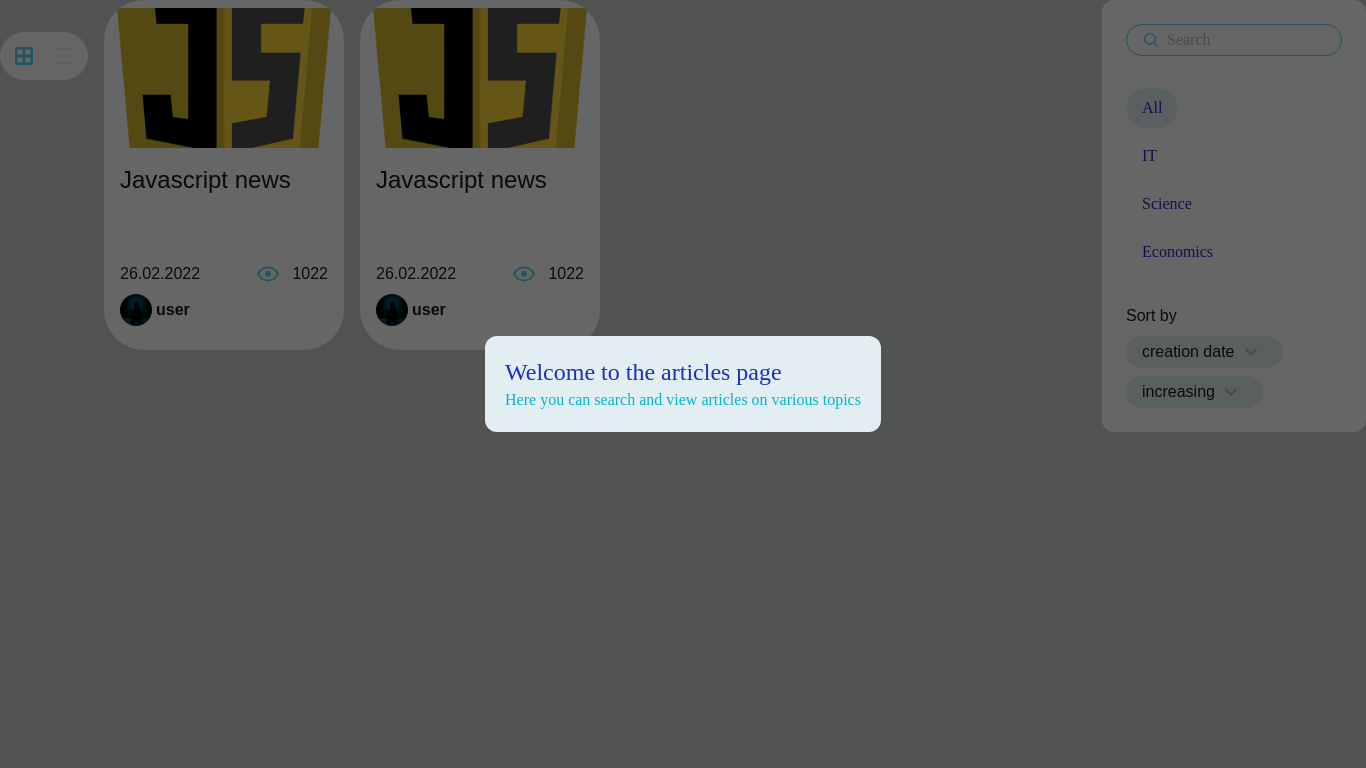 JS
JS
Javascript news
Javascript news
26.02.2022
1022
26.02.2022
1022
user
user
Search
All
IT
Science
Economics
Sort by
creation date
increasing
Welcome to the articles page
Here you can search and view articles on various topics